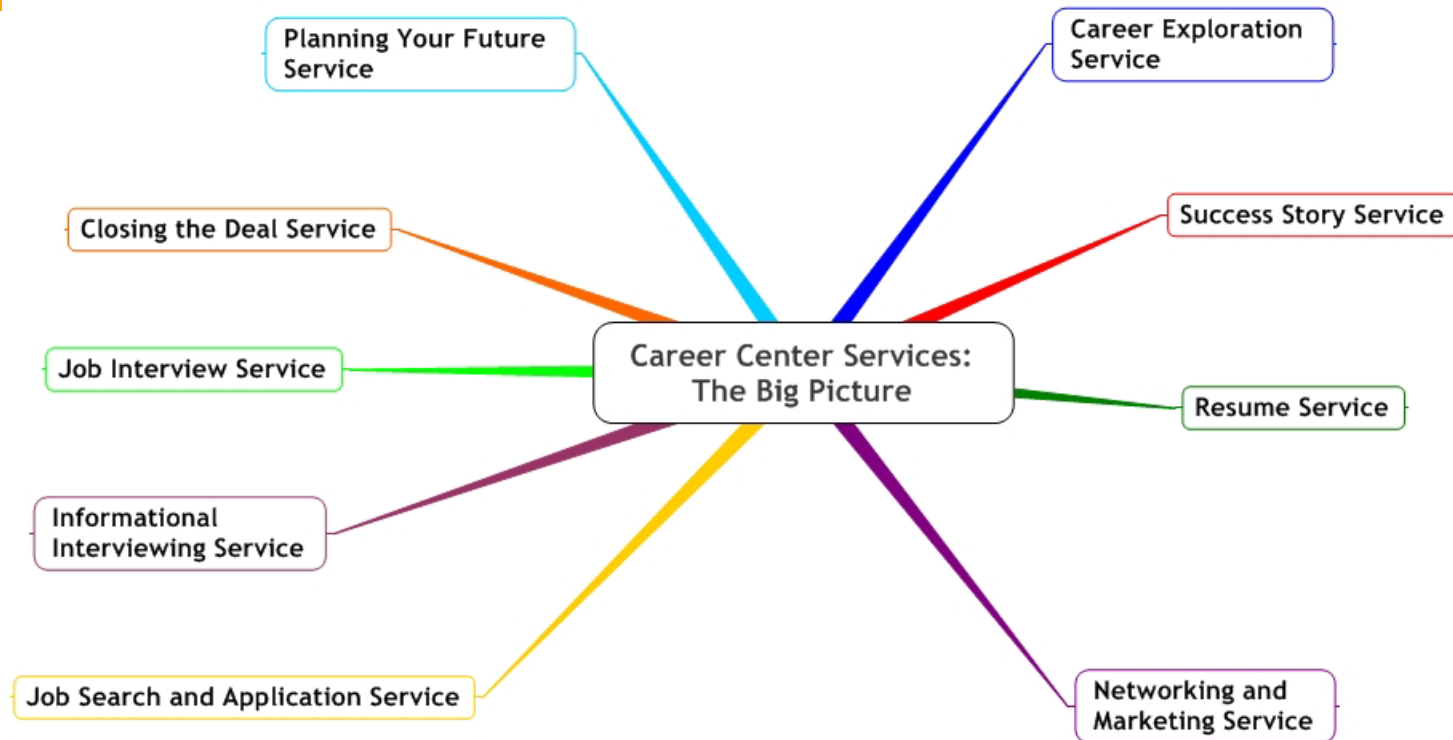 Planning Your Future
Service
Career Exploration
Service
Closing the Deal Service
Success Story Service
Career Center Services:
The Big Picture
Job Interview Service
Resume Service
Informational
Interviewing Service
Job Search and Application Service
Networking and
Marketing Service